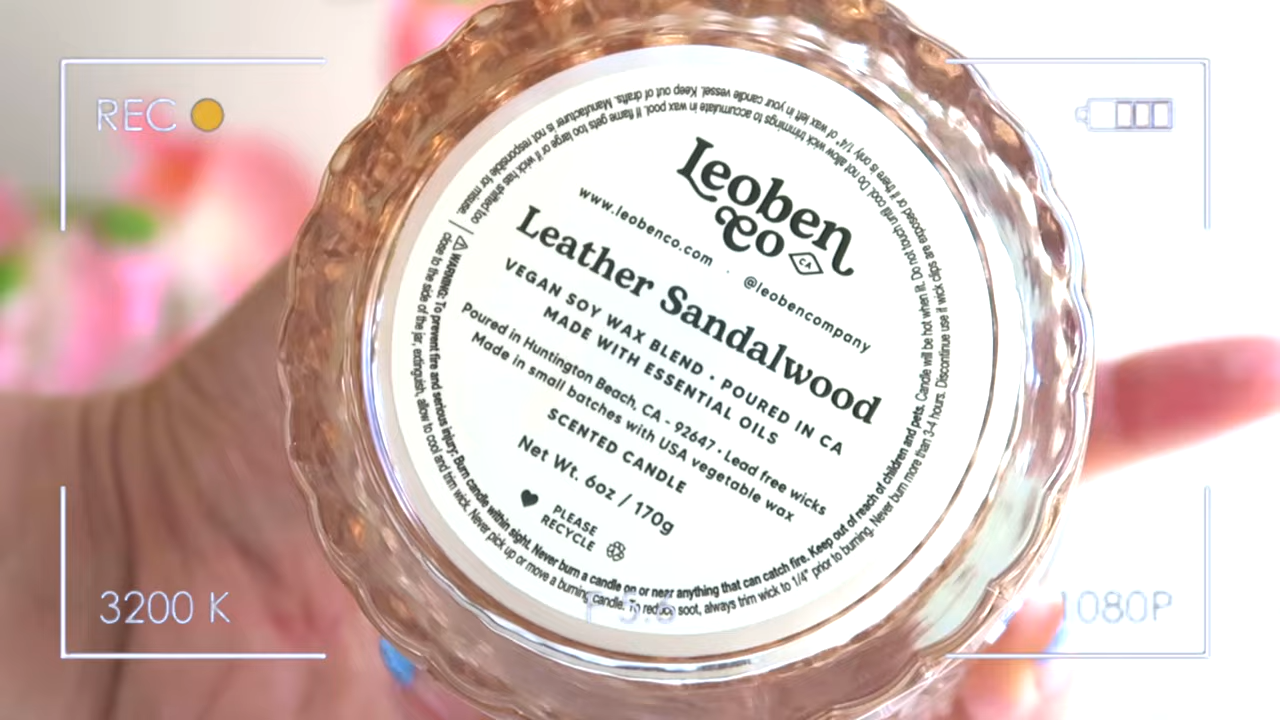 REC
Leoben
Co
CA
www.leobenco.com · @leobencompany
Leather Sandalwood
VEGAN SOY WAX BLEND · POURED IN CA
MADE WITH ESSENTIAL OILS
Poured in Huntington Beach, CA - 92647 · Lead free wicks
Made in small batches with USA vegetable wax
SCENTED CANDLE
Net Wt. 6oz / 170g
PLEASE
RECYCLE
⚠ WARNING: To prevent fire and serious injury: Burn candle within sight. Never burn a candle on or near anything that can catch fire. Keep out of reach of children and pets. Candle will be hot when lit. Do not touch until cool. Do not allow wick trimmings to accumulate in wax pool. If flame gets too large or if wick has shifted too
close to the side of the jar, extinguish, allow to cool and trim wick. Never pick up or move a burning candle. To reduce soot, always trim wick to 1/4" prior to burning. Never burn more than 3-4 hours. Discontinue use if wick clips are exposed or if there is only 1/4" of wax left in your candle vessel. Keep out of drafts. Manufacturer is not responsible for misuse.
3200 K
F 5.6
1080P